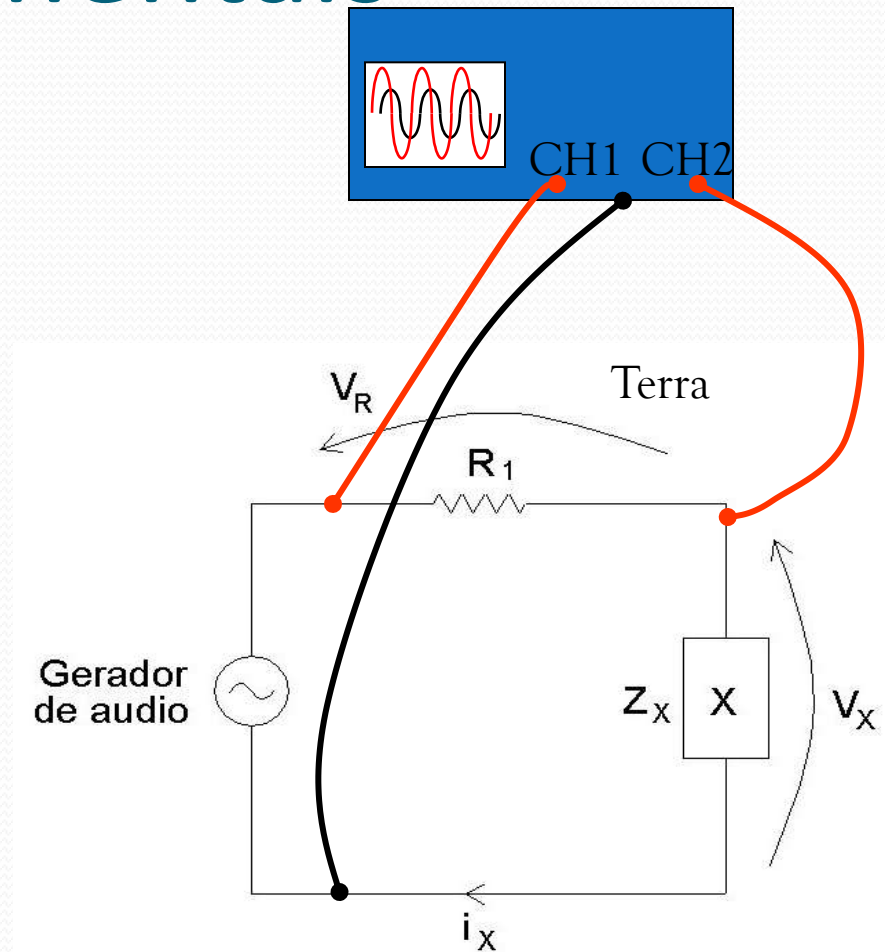 CH1 CH2
Terra
V_R
R_1
Gerador
de audio
Z_X
X
V_X
i_X